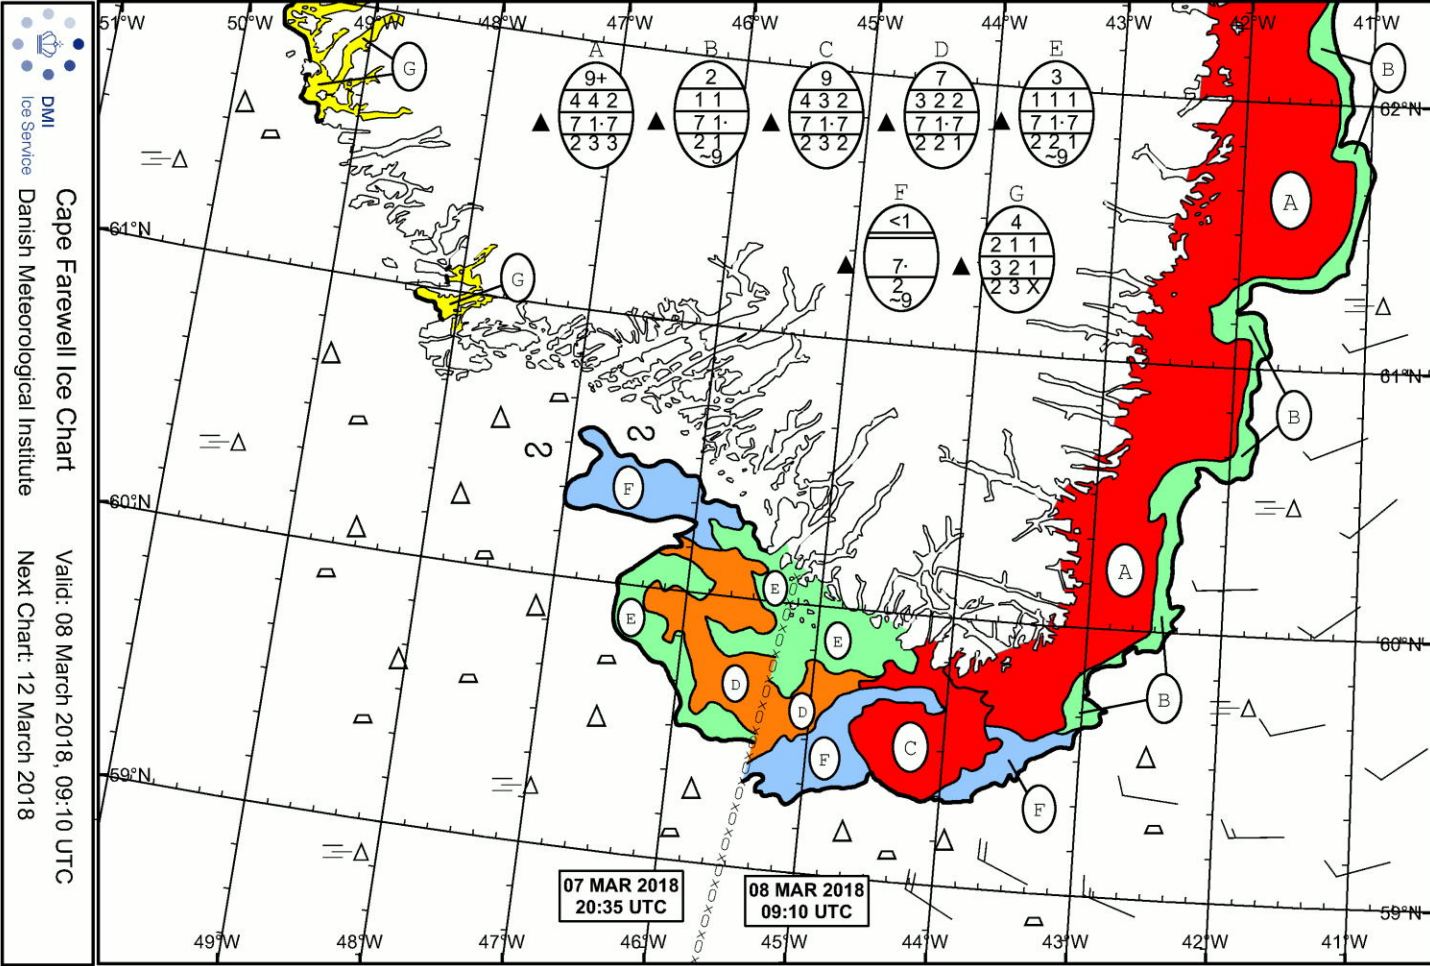 DMI
Ice Service
Cape Farewell Ice Chart
Danish Meteorological Institute
Valid: 08 March 2018, 09:10 UTC
Next Chart: 12 March 2018
51°W 50°W 49°W 48°W 47°W 46°W 45°W 44°W 43°W 42°W 41°W
A B C D E
9+ 2 9 7 3
4 4 2 1 1 4 3 2 3 2 2 1 1 1
7 1·7 7 1· 7 1·7 7 1·7 7 1·7
2 3 3 2 1 2 3 2 2 2 1 2 2 1
~9 ~9
F G
<1 4
2 1 1
7· 3 2 1
2 2 3 X
~9
G
B
62°N
A
61°N
G
61°N
B
F
60°N
A
E
E
E
60°N
D
B
D
C
F
59°N
F
07 MAR 2018
20:35 UTC
08 MAR 2018
09:10 UTC
59°N
49°W 48°W 47°W 46°W 45°W 44°W 43°W 42°W 41°W